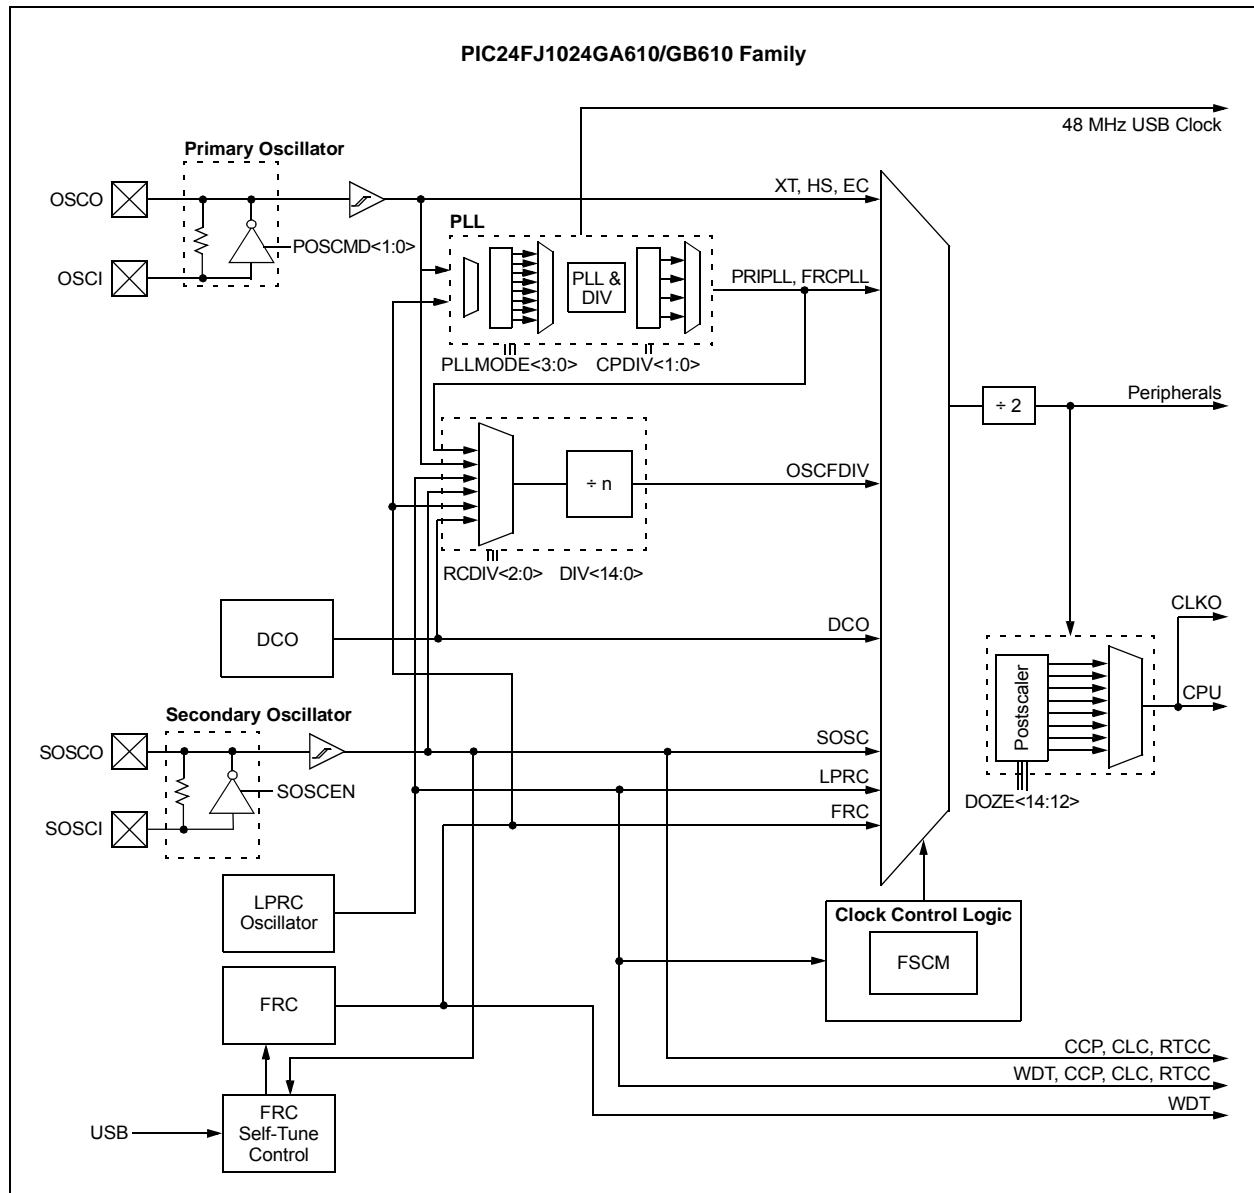 PIC24FJ1024GA610/GB610 Family
48 MHz USB Clock
Primary Oscillator
OSCO
XT, HS, EC
POSCMD<1:0>
PLL
OSCI
PLL &
DIV
PRIPLL, FRCPLL
PLLMODE<3:0>
CPDIV<1:0>
÷ 2
Peripherals
÷ n
OSCFDIV
RCDIV<2:0>
DIV<14:0>
DCO
DCO
CLKO
Postscaler
CPU
Secondary Oscillator
SOSCO
SOSC
SOSCEN
LPRC
DOZE<14:12>
SOSCI
FRC
LPRC
Oscillator
Clock Control Logic
FSCM
FRC
CCP, CLC, RTCC
WDT, CCP, CLC, RTCC
WDT
USB
FRC
Self-Tune
Control